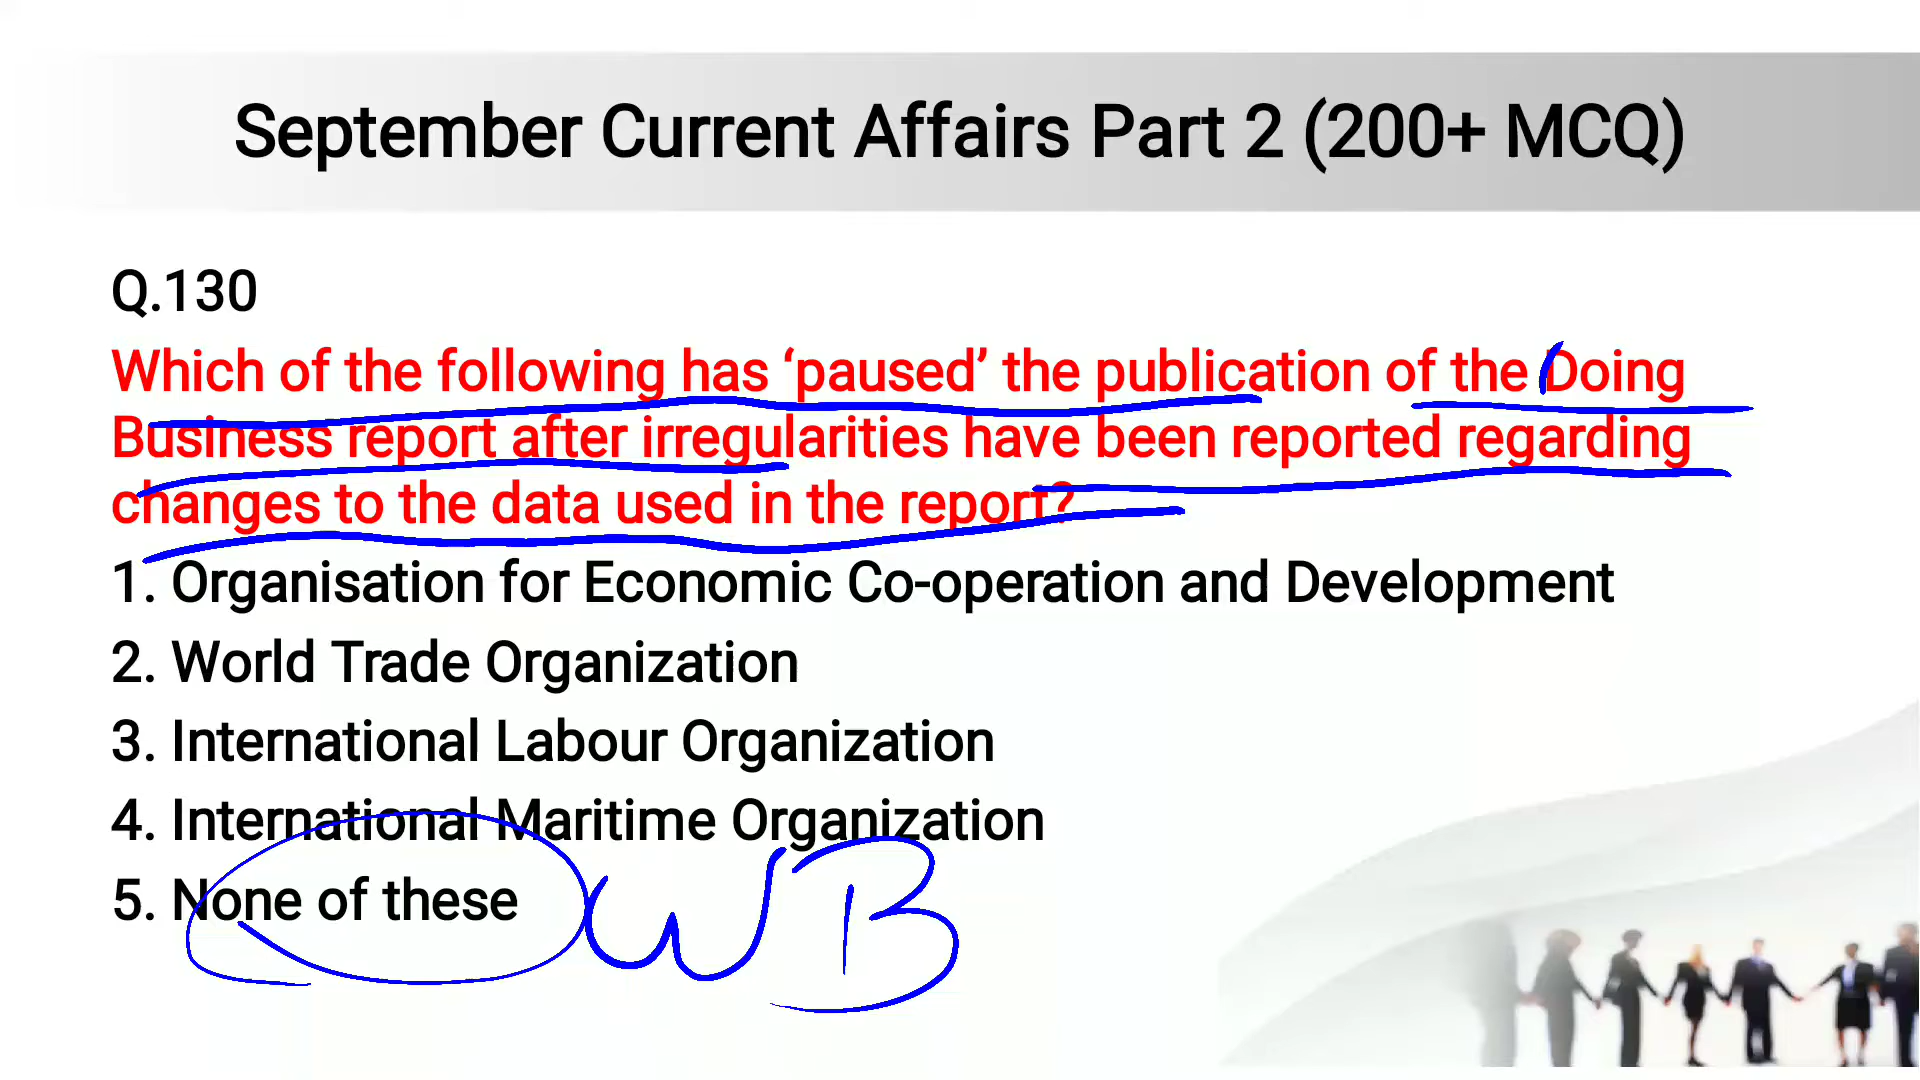 September Current Affairs Part 2 (200+ MCQ)
Q.130
Which of the following has ‘paused’ the publication of the Doing
Business report after irregularities have been reported regarding
changes to the data used in the report?
1. Organisation for Economic Co-operation and Development
2. World Trade Organization
3. International Labour Organization
4. International Maritime Organization
5. None of these
WB